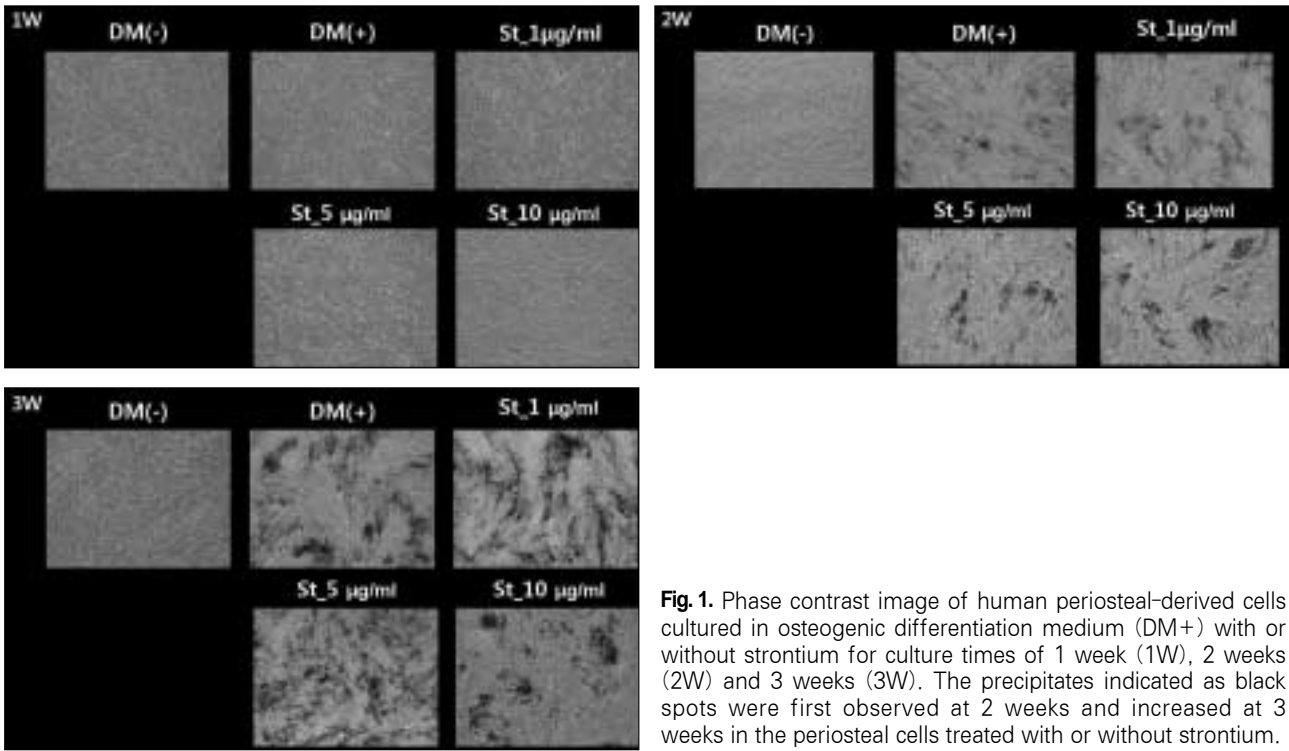 1W
DM(-) DM(+) St_1µg/ml
St_5 µg/ml St_10 µg/ml
2W
DM(-) DM(+) St_1µg/ml
St_5 µg/ml St_10 µg/ml
3W
DM(-) DM(+) St_1 µg/ml
St_5 µg/ml St_10 µg/ml
Fig. 1. Phase contrast image of human periosteal-derived cells
cultured in osteogenic differentiation medium (DM+) with or
without strontium for culture times of 1 week (1W), 2 weeks
(2W) and 3 weeks (3W). The precipitates indicated as black
spots were first observed at 2 weeks and increased at 3
weeks in the periosteal cells treated with or without strontium.